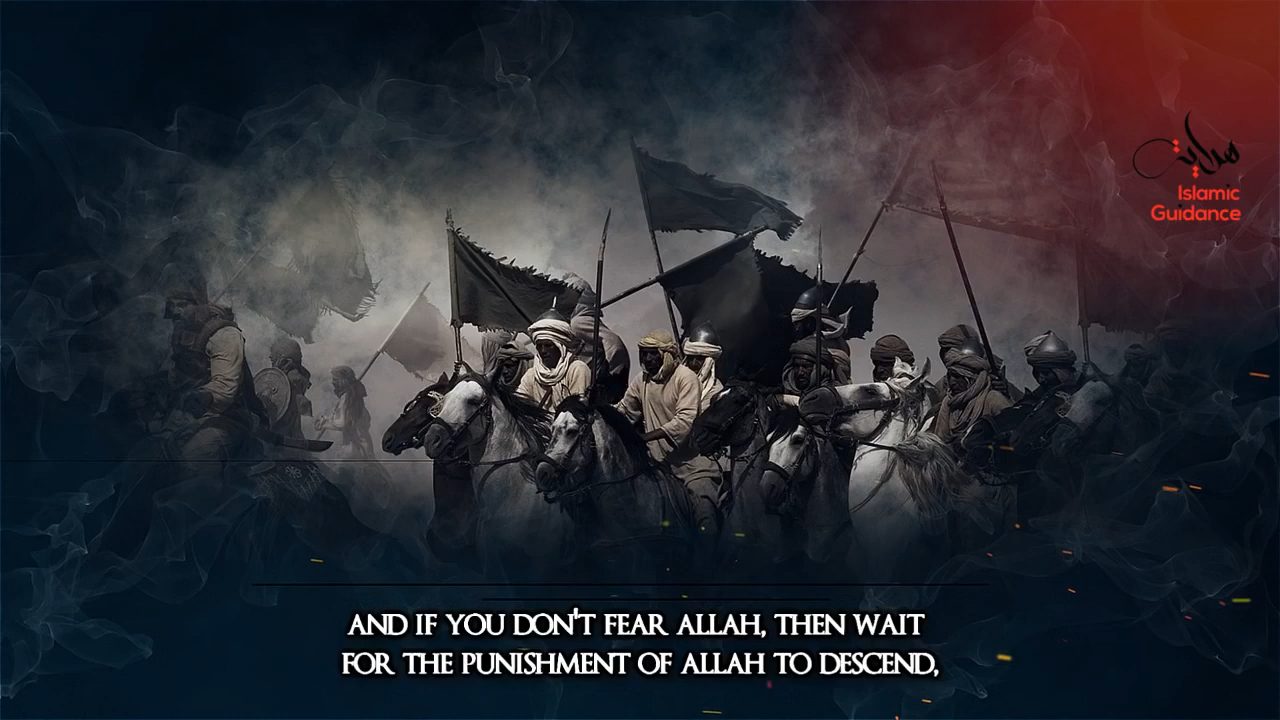 هداية
Islamic
Guidance
AND IF YOU DON'T FEAR ALLAH, THEN WAIT
FOR THE PUNISHMENT OF ALLAH TO DESCEND,